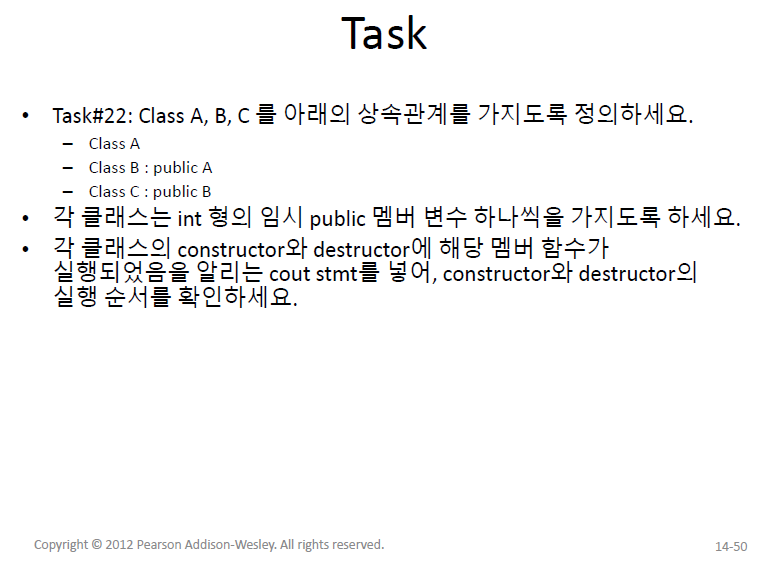 Task
• Task#22: Class A, B, C 를 아래의 상속관계를 가지도록 정의하세요.
– Class A
– Class B : public A
– Class C : public B
• 각 클래스는 int 형의 임시 public 멤버 변수 하나씩을 가지도록 하세요.
• 각 클래스의 constructor와 destructor에 해당 멤버 함수가
실행되었음을 알리는 cout stmt를 넣어, constructor와 destructor의
실행 순서를 확인하세요.
Copyright © 2012 Pearson Addison-Wesley. All rights reserved.
14-50